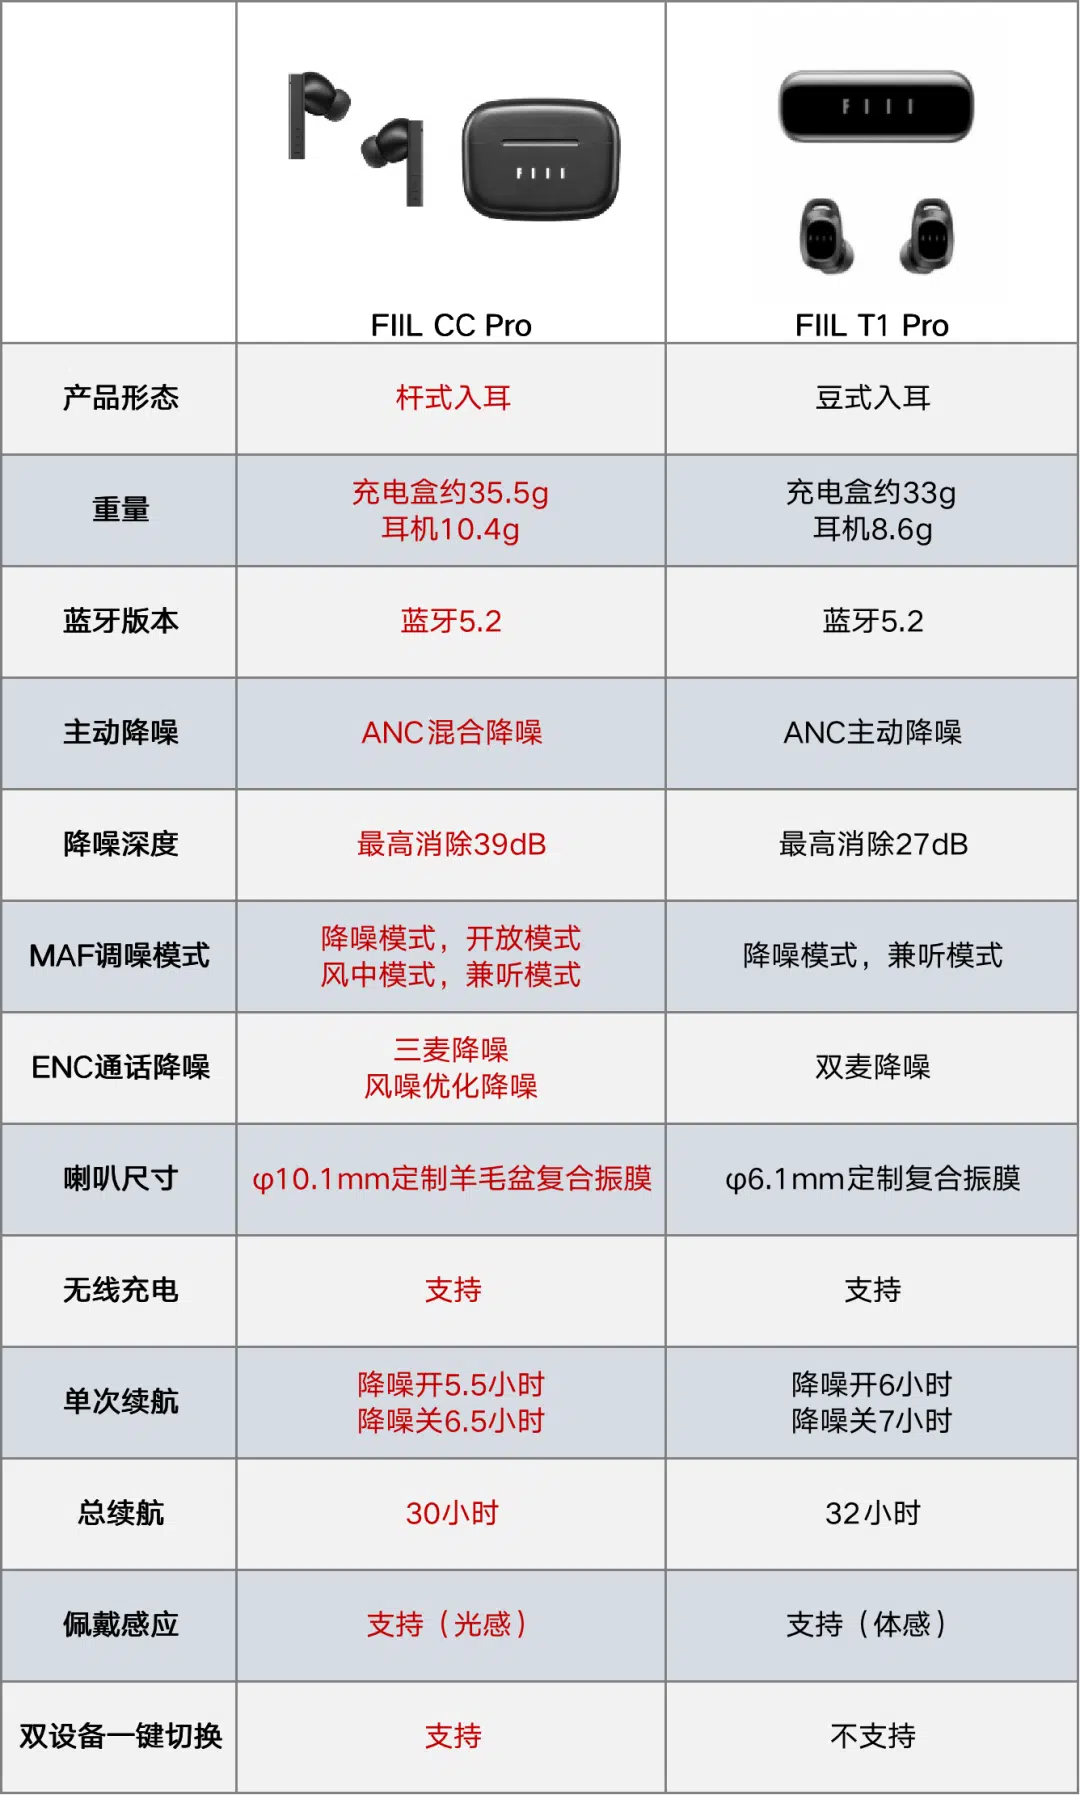 FIIL
FIIL
FIIL CC Pro
FIIL T1 Pro
产品形态
杆式入耳
豆式入耳
重量
充电盒约35.5g
耳机10.4g
充电盒约33g
耳机8.6g
蓝牙版本
蓝牙5.2
蓝牙5.2
主动降噪
ANC混合降噪
ANC主动降噪
降噪深度
最高消除39dB
最高消除27dB
MAF调噪模式
降噪模式，开放模式
风中模式，兼听模式
降噪模式，兼听模式
ENC通话降噪
三麦降噪
风噪优化降噪
双麦降噪
喇叭尺寸
φ10.1mm定制羊毛盆复合振膜
φ6.1mm定制复合振膜
无线充电
支持
支持
单次续航
降噪开5.5小时
降噪关6.5小时
降噪开6小时
降噪关7小时
总续航
30小时
32小时
佩戴感应
支持（光感）
支持（体感）
双设备一键切换
支持
不支持